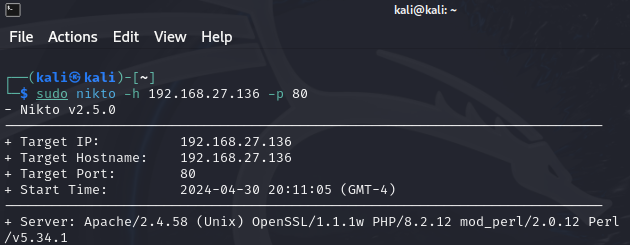 kali@kali: ~
File Actions Edit View Help
┌──(kali㉿kali)-[~]
└─$ sudo nikto -h 192.168.27.136 -p 80
- Nikto v2.5.0
---------------------------------------------------------------------------
+ Target IP:          192.168.27.136
+ Target Hostname:    192.168.27.136
+ Target Port:        80
+ Start Time:         2024-04-30 20:11:05 (GMT-4)
---------------------------------------------------------------------------
+ Server: Apache/2.4.58 (Unix) OpenSSL/1.1.1w PHP/8.2.12 mod_perl/2.0.12 Perl
/v5.34.1